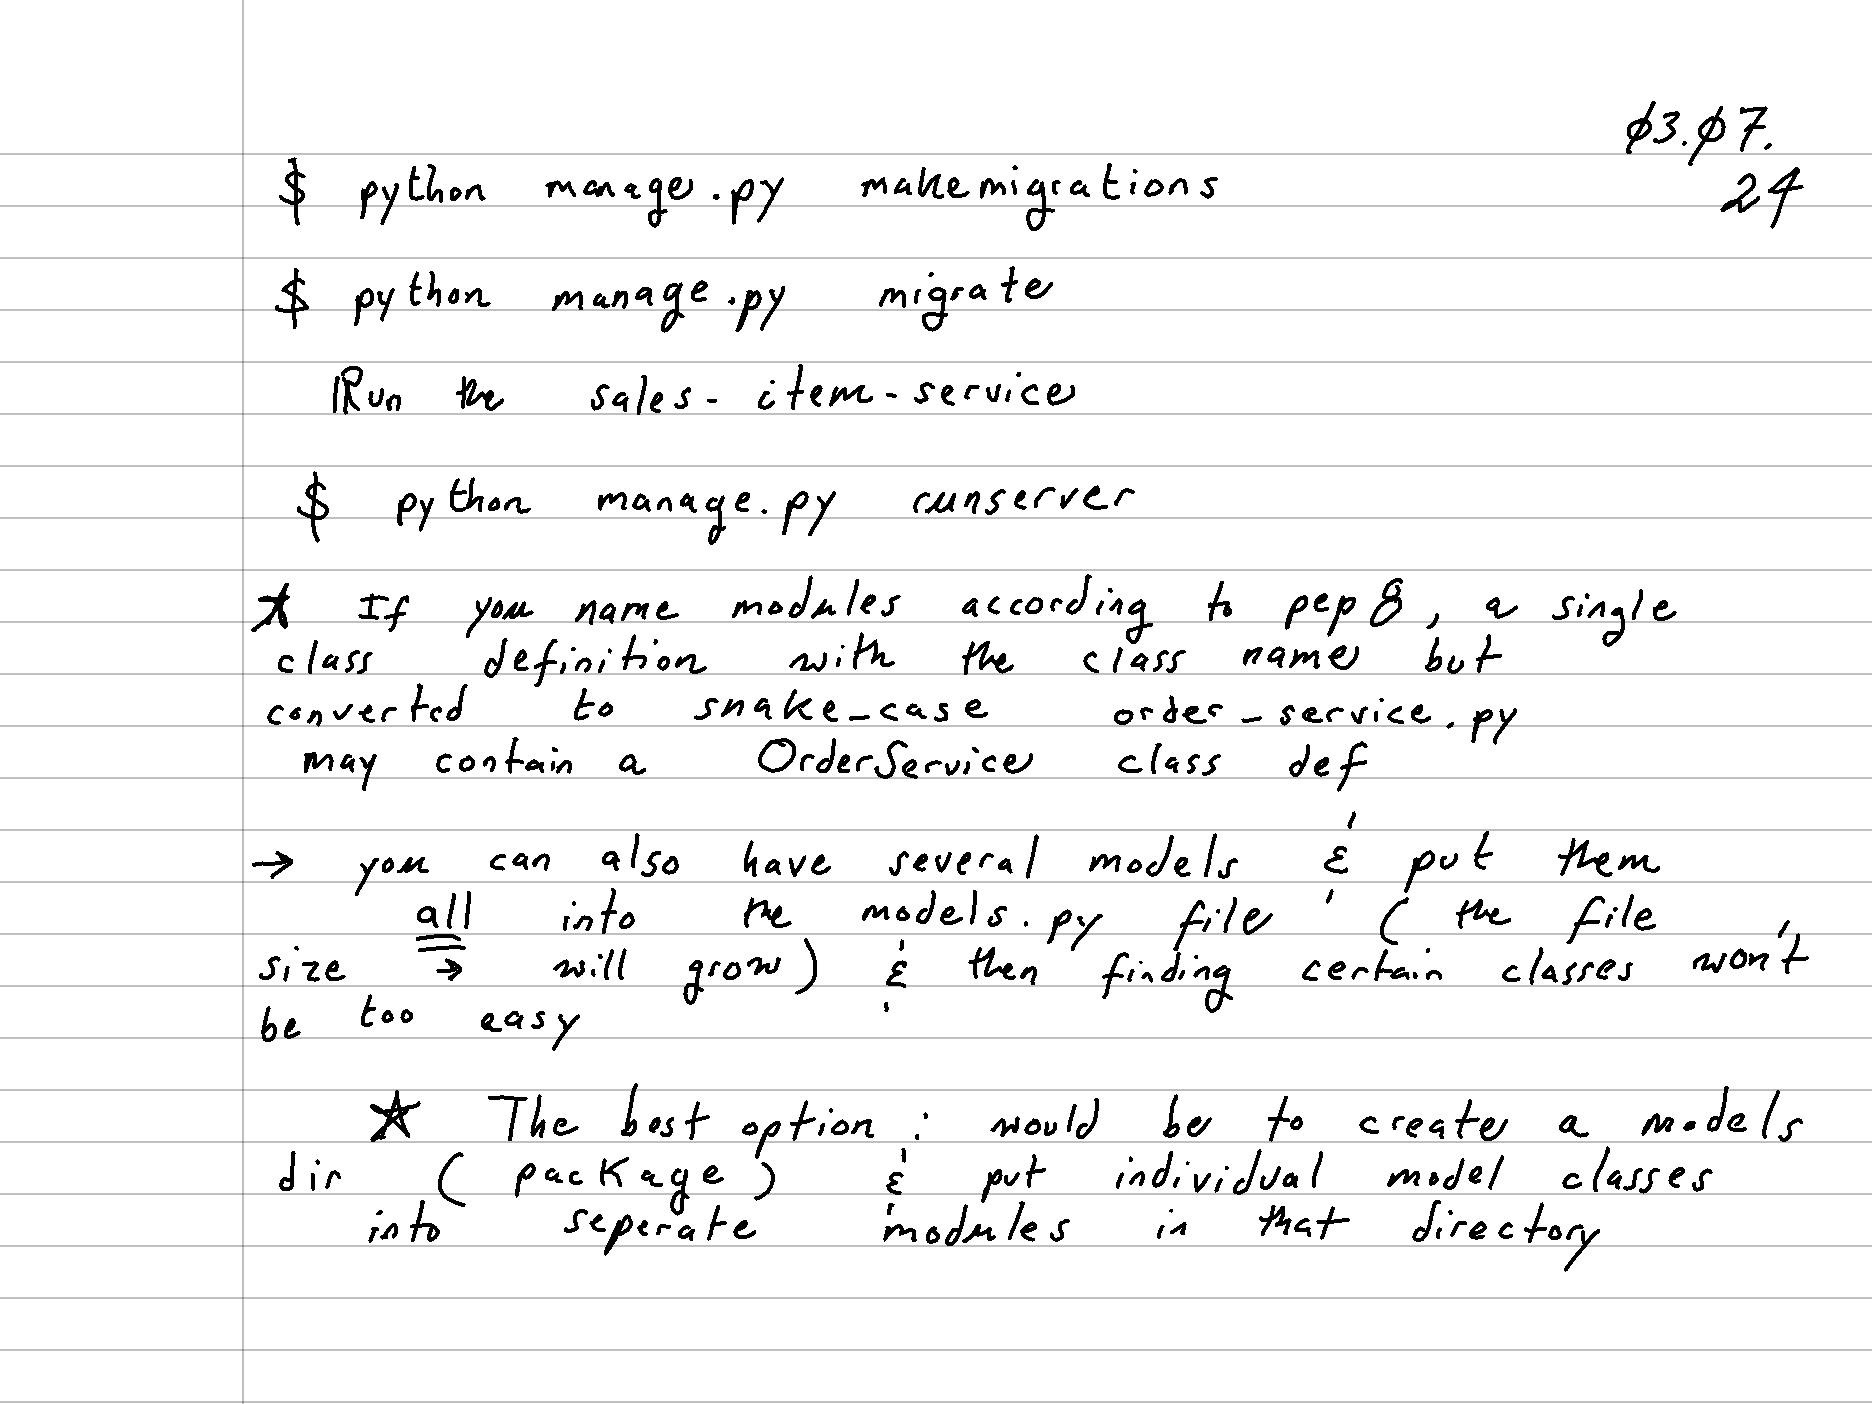 φ3.φ7.
24
$ python manage.py makemigrations
$ python manage.py migrate
Run the sales-item-service
$ python manage.py runserver
★ If you name modules according to pep 8, a single
class definition with the class name but
converted to snake_case order_service.py
may contain a OrderService class def
→ you can also have several models & put them
all into the models.py file (the file
size → will grow) & then finding certain classes won't
be too easy
★ The best option: would be to create a models
dir (package) & put individual model classes
into seperate modules in that directory